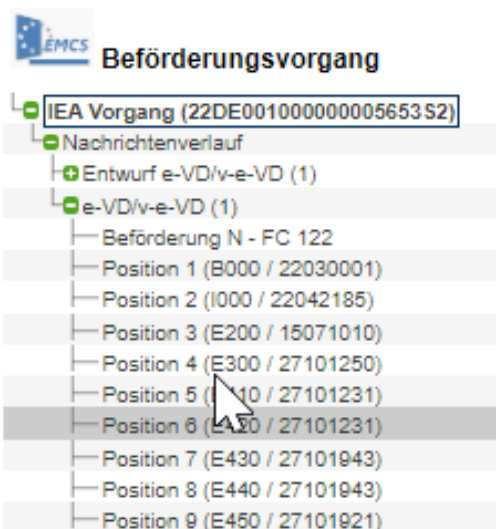 EMCS
Beförderungsvorgang
IEA Vorgang (22DE001000000005653S2)
Nachrichtenverlauf
Entwurf e-VD/v-e-VD (1)
e-VD/v-e-VD (1)
Beförderung N - FC 122
Position 1 (B000 / 22030001)
Position 2 (I000 / 22042185)
Position 3 (E200 / 15071010)
Position 4 (E300 / 27101250)
Position 5 ( / 27101231)
Position 6 ( / 27101231)
Position 7 (E430 / 27101943)
Position 8 (E440 / 27101943)
Position 9 (E450 / 27101921)